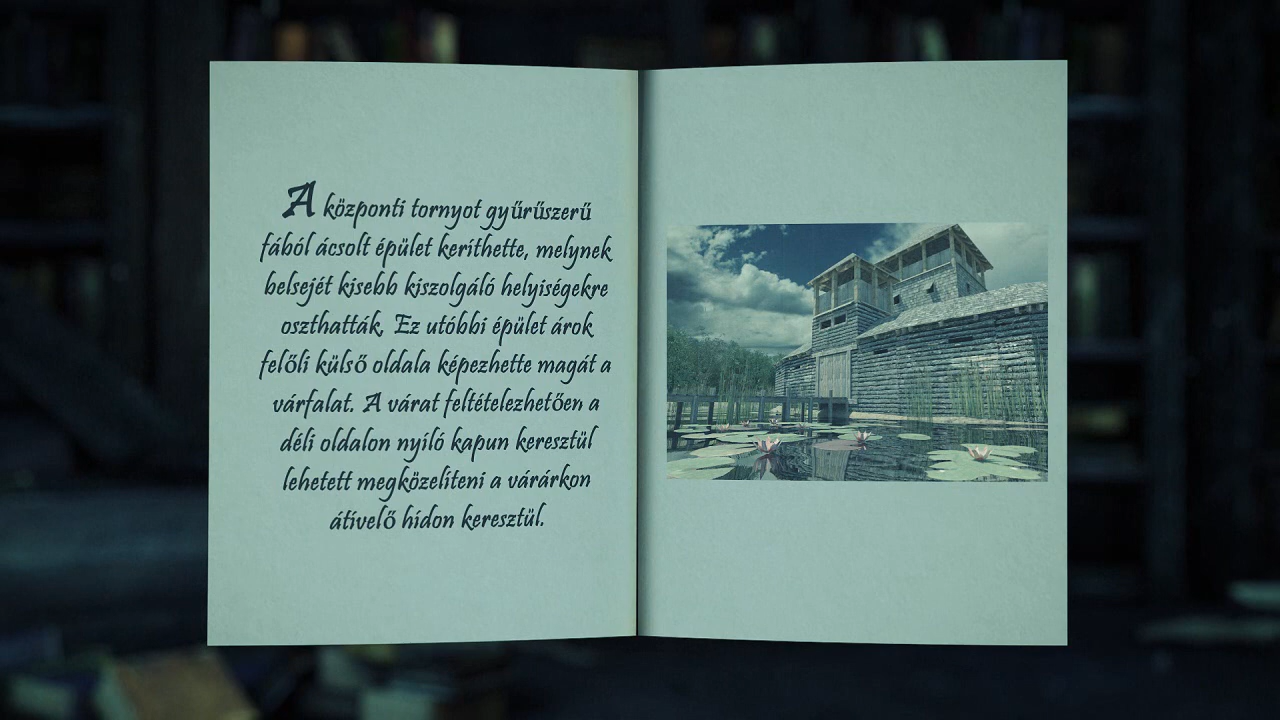 A központi tornyot gyűrűszerű
fából ácsolt épület keríthette, melynek
belsejét kisebb kiszolgáló helyiségekre
oszthatták. Ez utóbbi épület árok
felőli külső oldala képezhette magát a
várfalat. A várat feltételezhetően a
déli oldalon nyíló kapun keresztül
lehetett megközelíteni a várárkon
átívelő hídon keresztül.